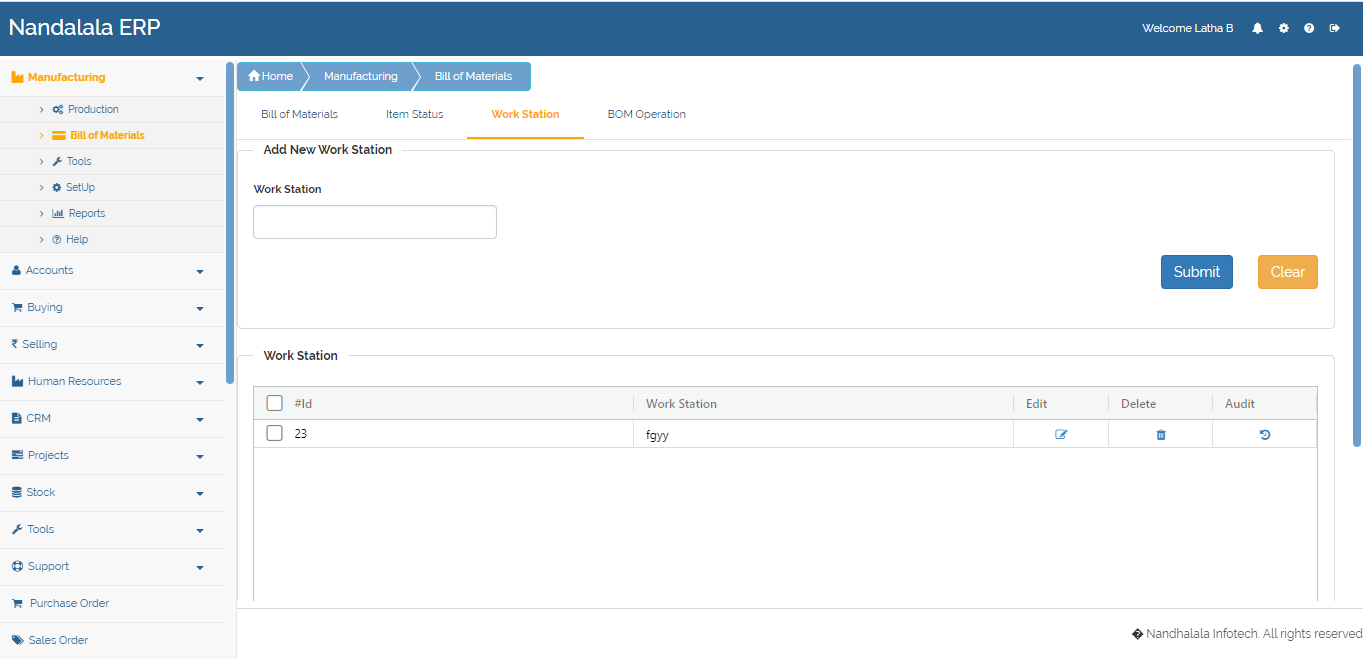 Nandalala ERP
Welcome Latha B
Manufacturing
Production
Bill of Materials
Tools
SetUp
Reports
Help
Accounts
Buying
₹ Selling
Human Resources
CRM
Projects
Stock
Tools
Support
Purchase Order
Sales Order
Home Manufacturing Bill of Materials
Bill of Materials Item Status Work Station BOM Operation
Add New Work Station
Work Station
Submit Clear
Work Station
#Id Work Station Edit Delete Audit
23 fgyy
� Nandhalala Infotech. All rights reserved